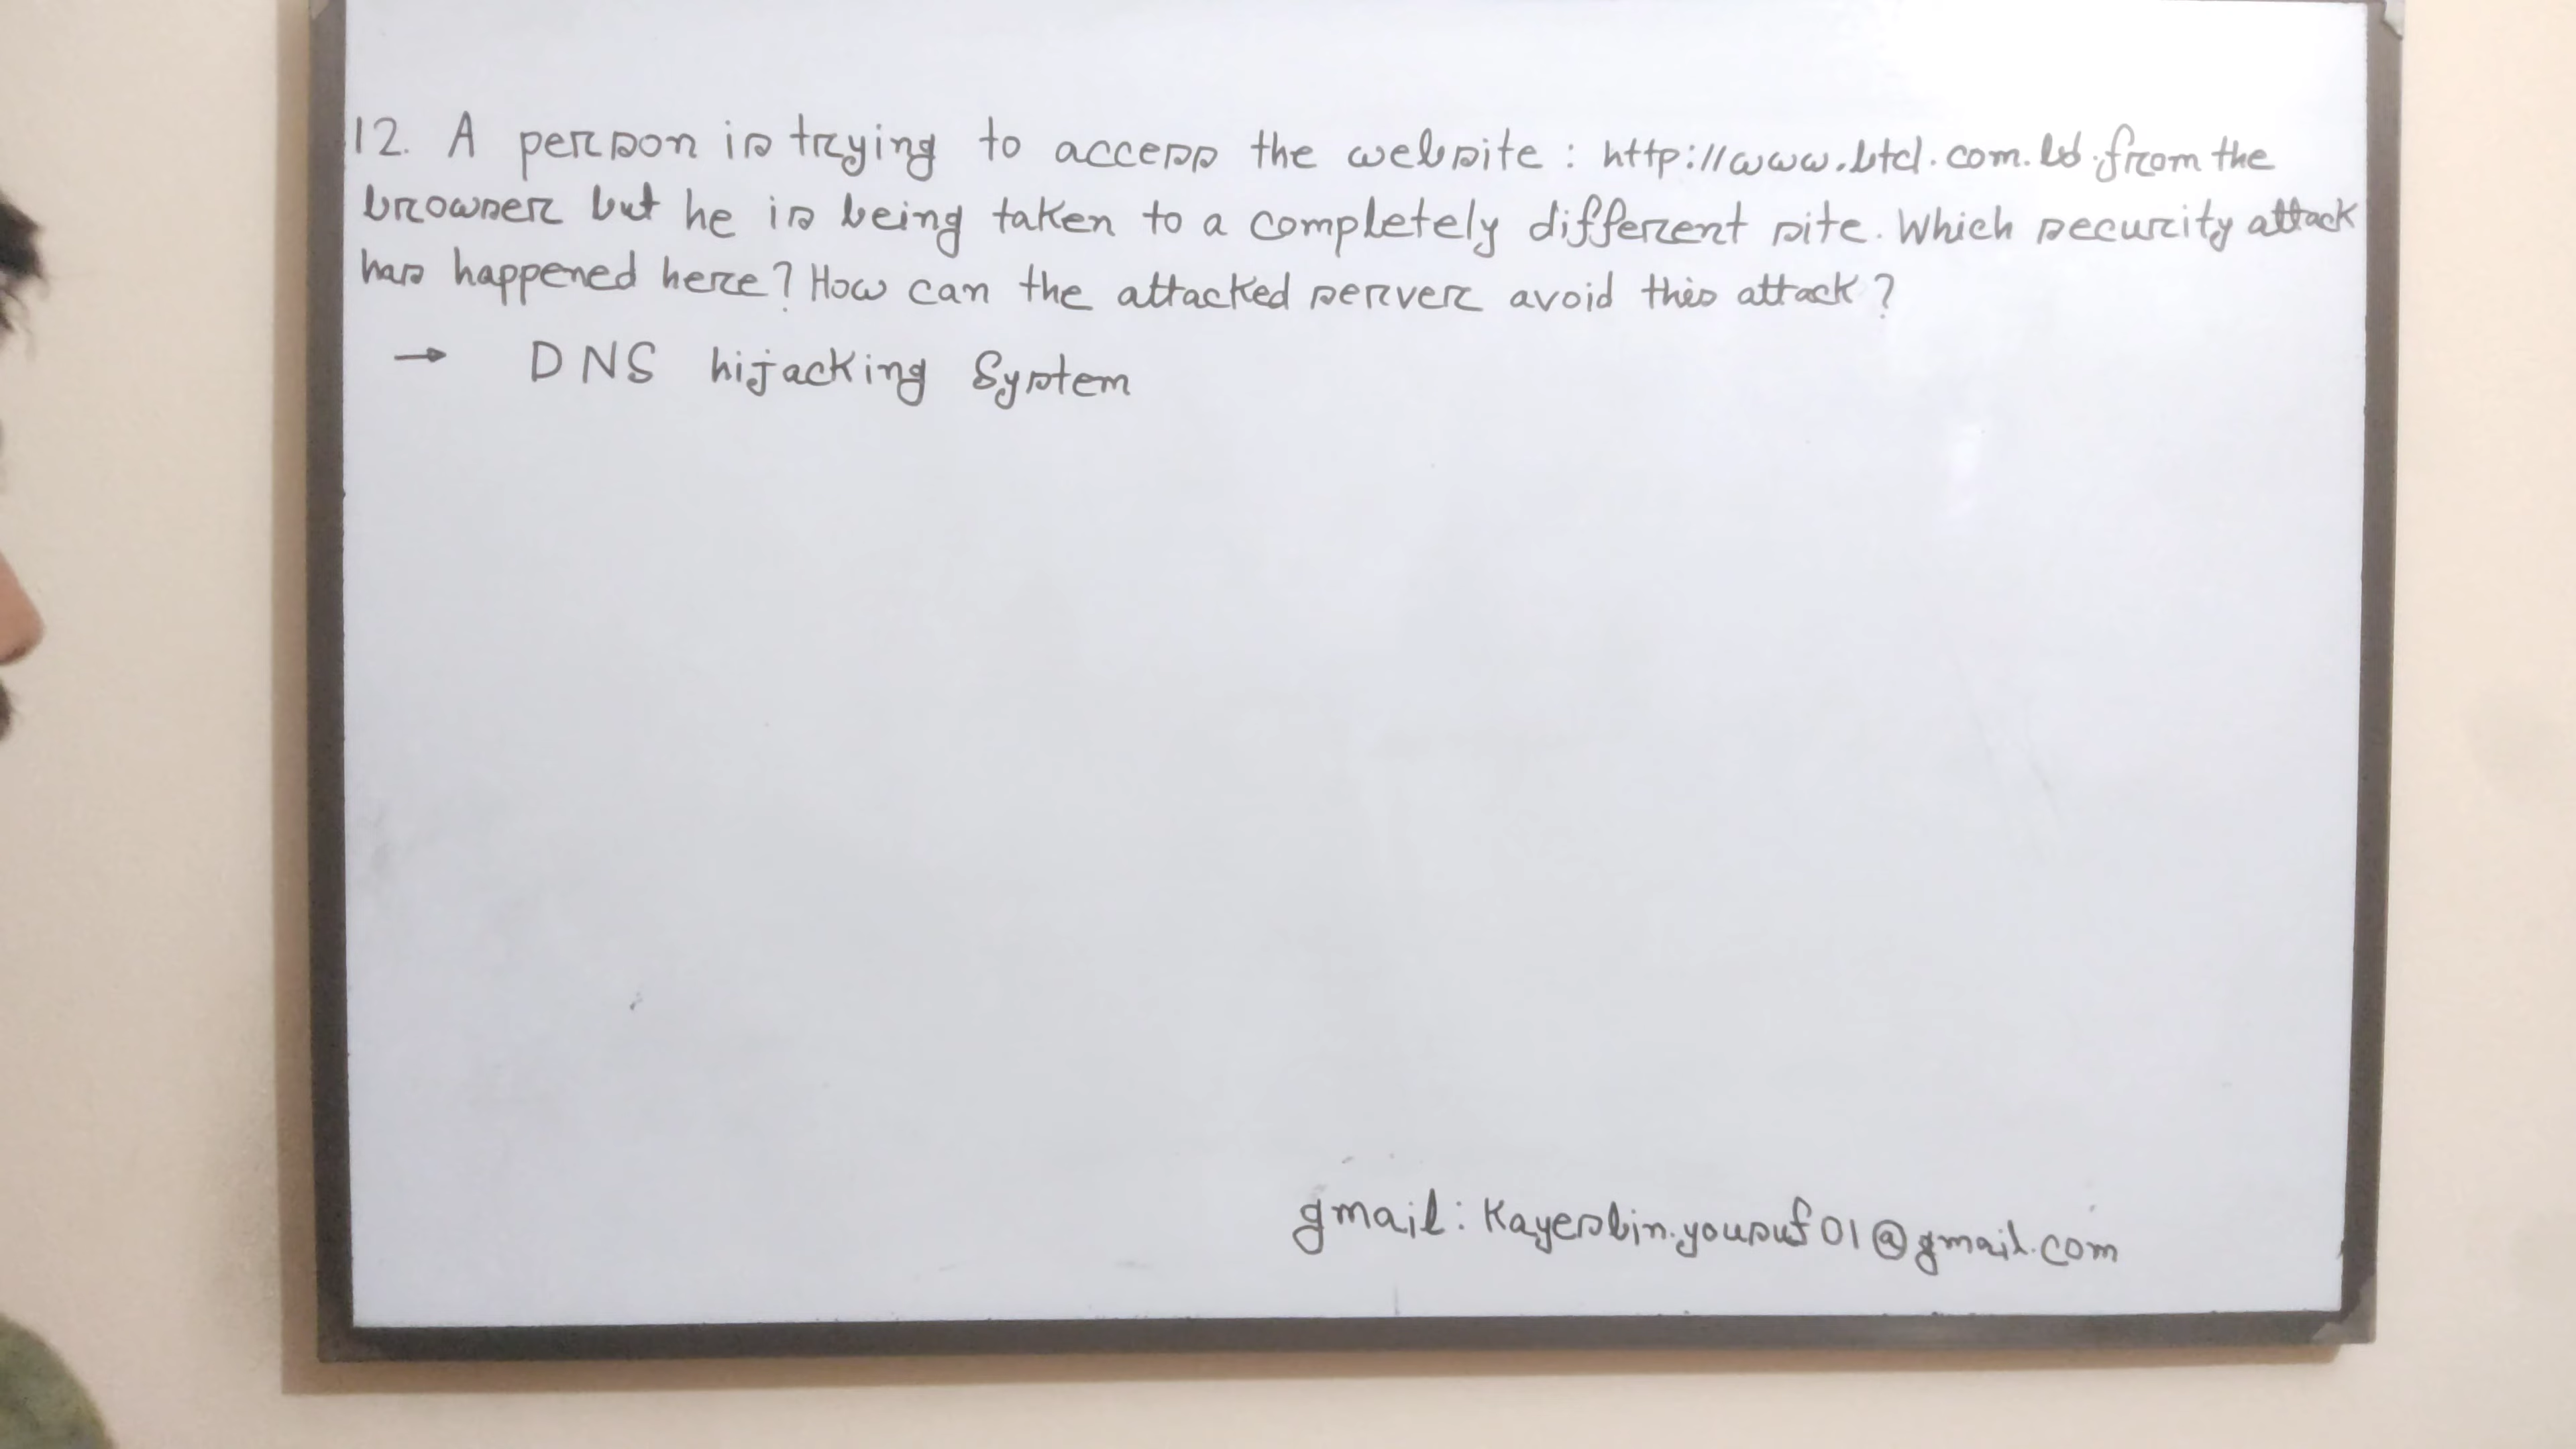 12. A person is trying to access the website : http://www.btcl.com.bd.from the
browser but he is being taken to a completely different site. Which security attack
has happened here? How can the attacked server avoid this attack?
→ DNS hijacking System
gmail: Kayesbin.yousuf01@gmail.com